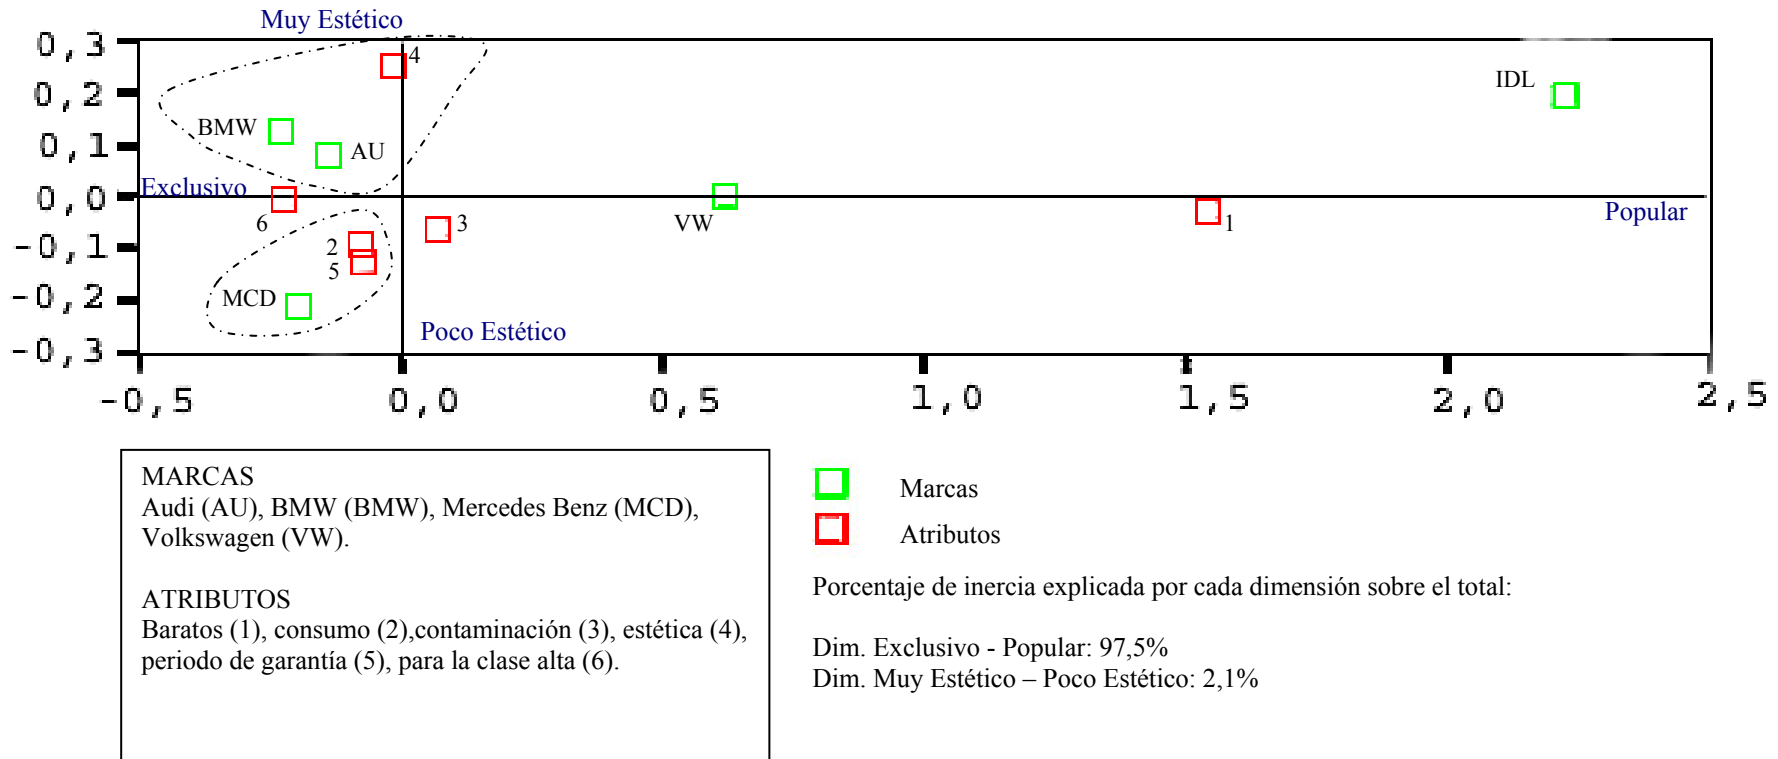 Muy Estético
0,3
4
0,2
IDL
BMW
0,1
AU
Exclusivo
0,0
6
3
VW
1
Popular
-0,1
2
5
-0,2
MCD
Poco Estético
-0,3
-0,5
0,0
0,5
1,0
1,5
2,0
2,5
MARCAS
Audi (AU), BMW (BMW), Mercedes Benz (MCD),
Volkswagen (VW).
ATRIBUTOS
Baratos (1), consumo (2),contaminación (3), estética (4),
periodo de garantía (5), para la clase alta (6).
Marcas
Atributos
Porcentaje de inercia explicada por cada dimensión sobre el total:
Dim. Exclusivo - Popular: 97,5%
Dim. Muy Estético – Poco Estético: 2,1%